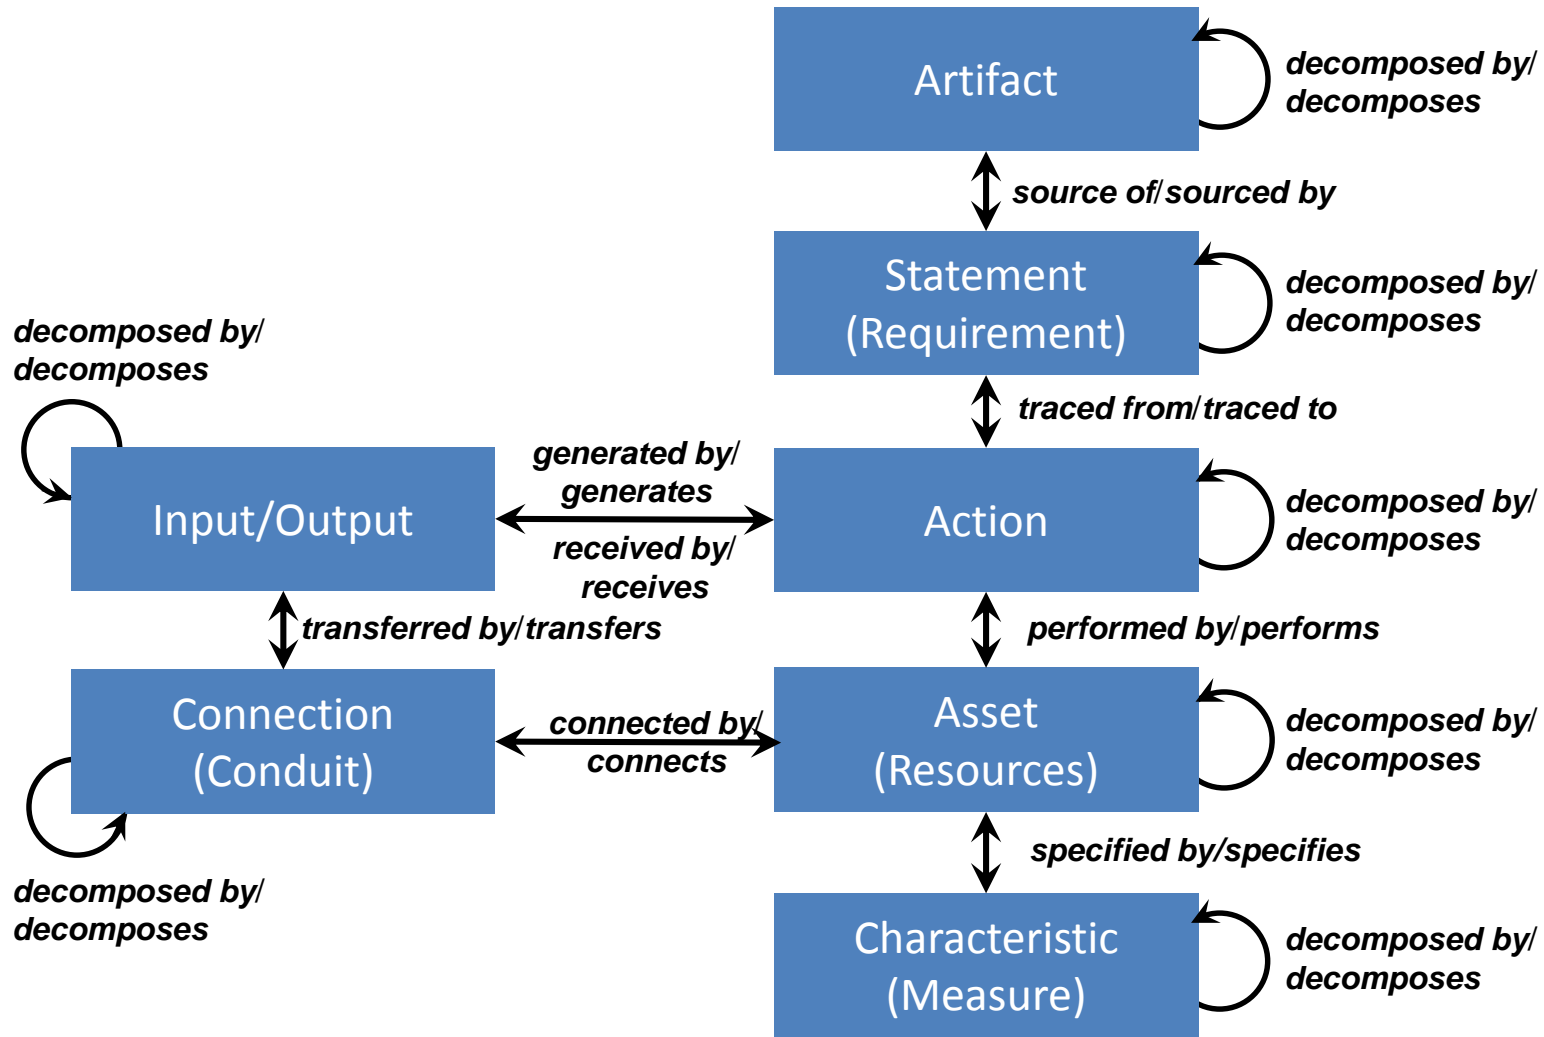 Artifact
decomposed by/
decomposes
source of/sourced by
Statement
(Requirement)
decomposed by/
decomposes
traced from/traced to
decomposed by/
decomposes
Input/Output
generated by/
generates
received by/
receives
Action
decomposed by/
decomposes
transferred by/transfers
performed by/performs
Connection
(Conduit)
connected by/
connects
Asset
(Resources)
decomposed by/
decomposes
decomposed by/
decomposes
specified by/specifies
Characteristic
(Measure)
decomposed by/
decomposes